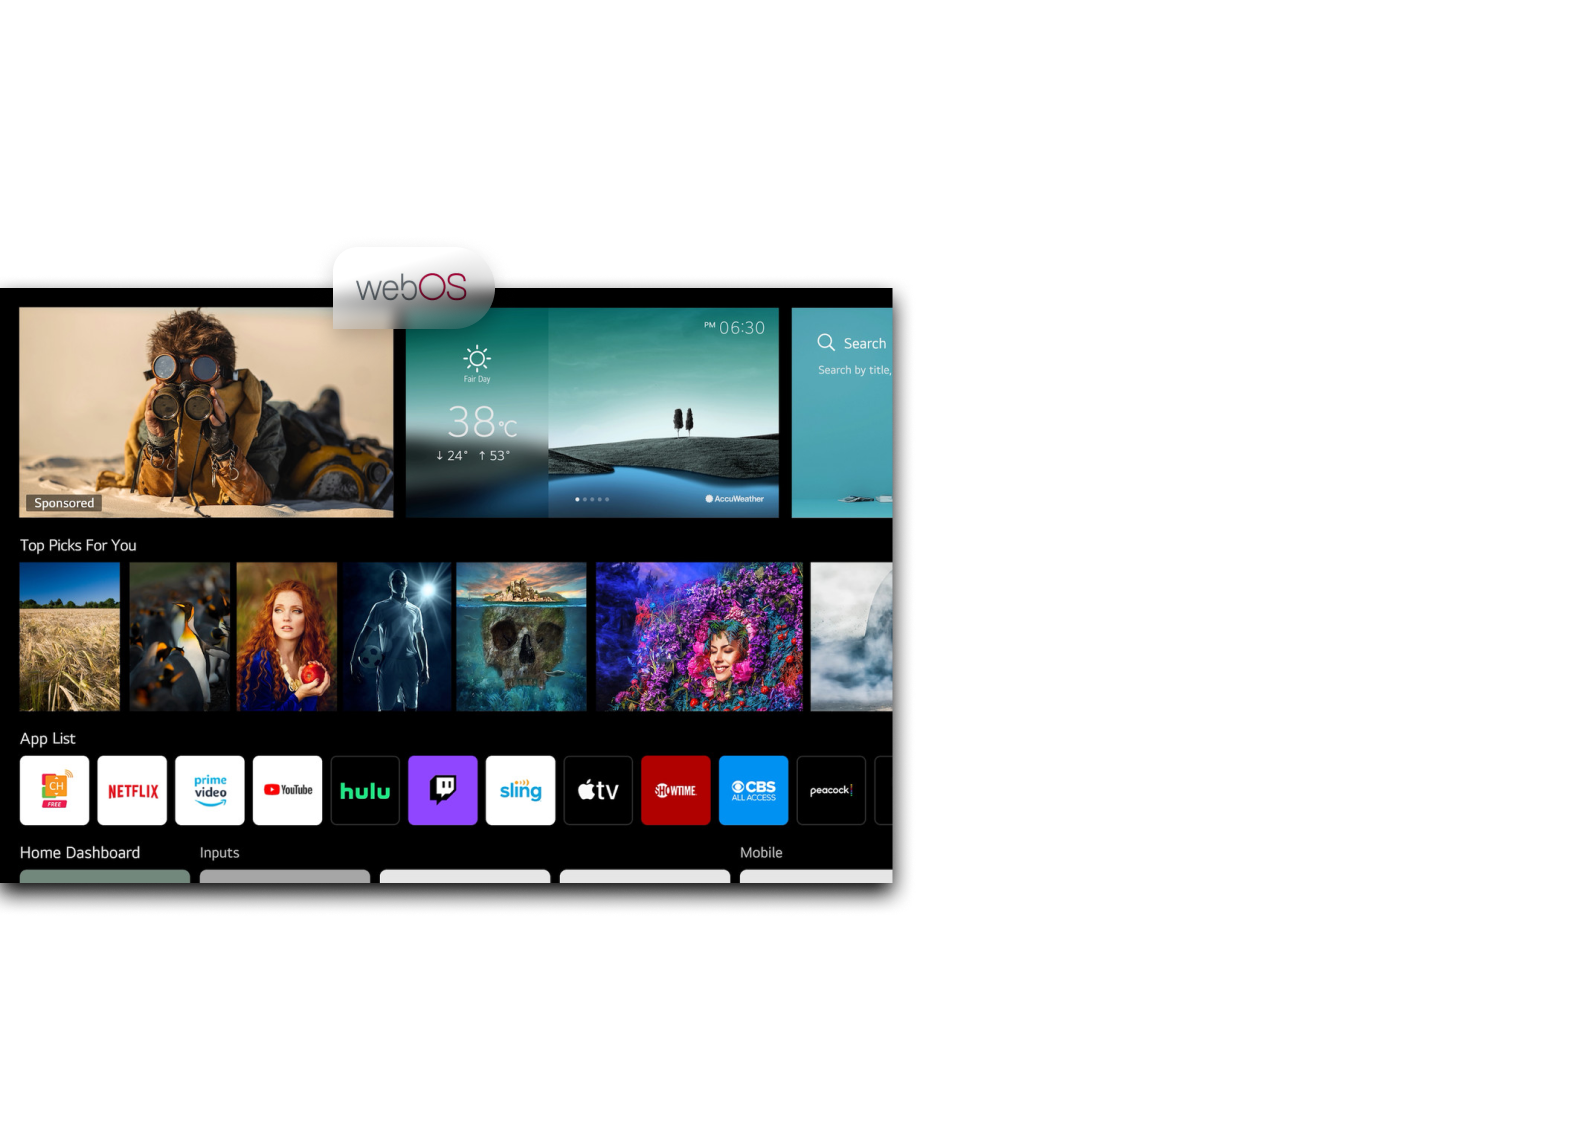 webOS
PM 06:30
Fair Day
38°C
↓ 24° ↑ 53°
AccuWeather
Search
Search by title,
Sponsored
Top Picks For You
App List
CH
FREE
NETFLIX
prime
video
YouTube
hulu
sling
tv
SHOWTIME
CBS
ALL ACCESS
peacock
Home Dashboard
Inputs
Mobile